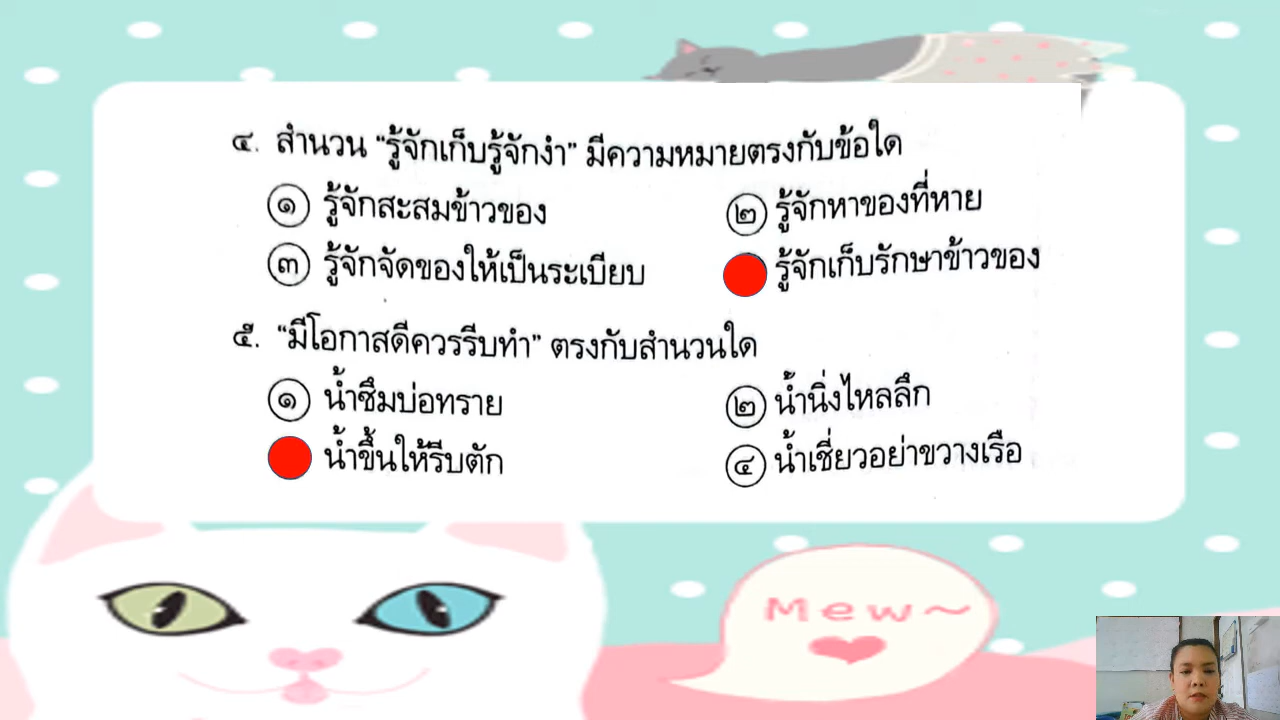 ๔. สำนวน “รู้จักเก็บรู้จักงำ” มีความหมายตรงกับข้อใด
๑ รู้จักสะสมข้าวของ ๒ รู้จักหาของที่หาย
๓ รู้จักจัดของให้เป็นระเบียบ รู้จักเก็บรักษาข้าวของ
๕. “มีโอกาสดีควรรีบทำ” ตรงกับสำนวนใด
๑ น้ำซึมบ่อทราย ๒ น้ำนิ่งไหลลึก
น้ำขึ้นให้รีบตัก ๔ น้ำเชี่ยวอย่าขวางเรือ
Mew~